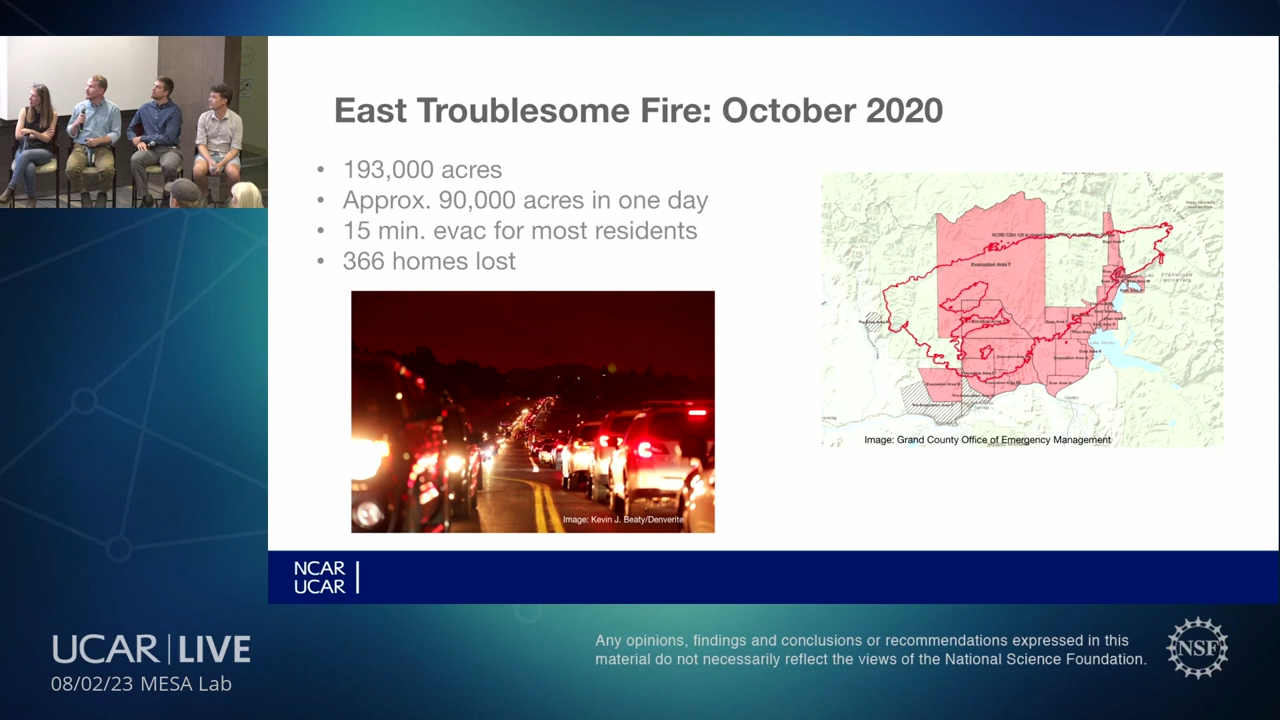 East Troublesome Fire: October 2020
• 193,000 acres
• Approx. 90,000 acres in one day
• 15 min. evac for most residents
• 366 homes lost
Evacuation Area F
Image: Grand County Office of Emergency Management
Image: Kevin J. Beaty/Denverite
NCAR
UCAR
UCAR | LIVE
08/02/23 MESA Lab
Any opinions, findings and conclusions or recommendations expressed in this
material do not necessarily reflect the views of the National Science Foundation.
NSF